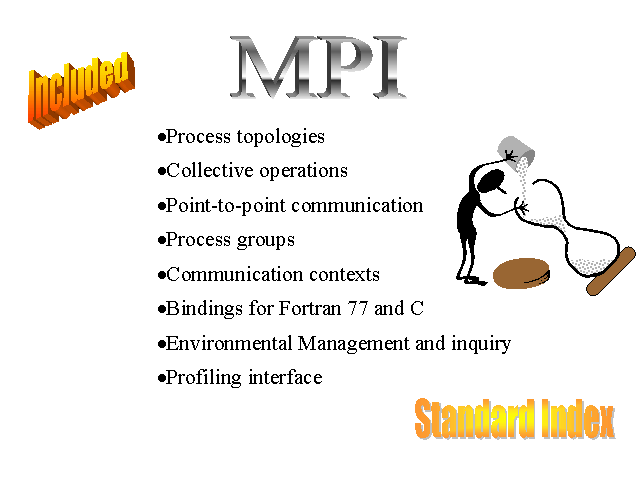 MPI
Included
•Process topologies
•Collective operations
•Point-to-point communication
•Process groups
•Communication contexts
•Bindings for Fortran 77 and C
•Environmental Management and inquiry
•Profiling interface
Standard Index